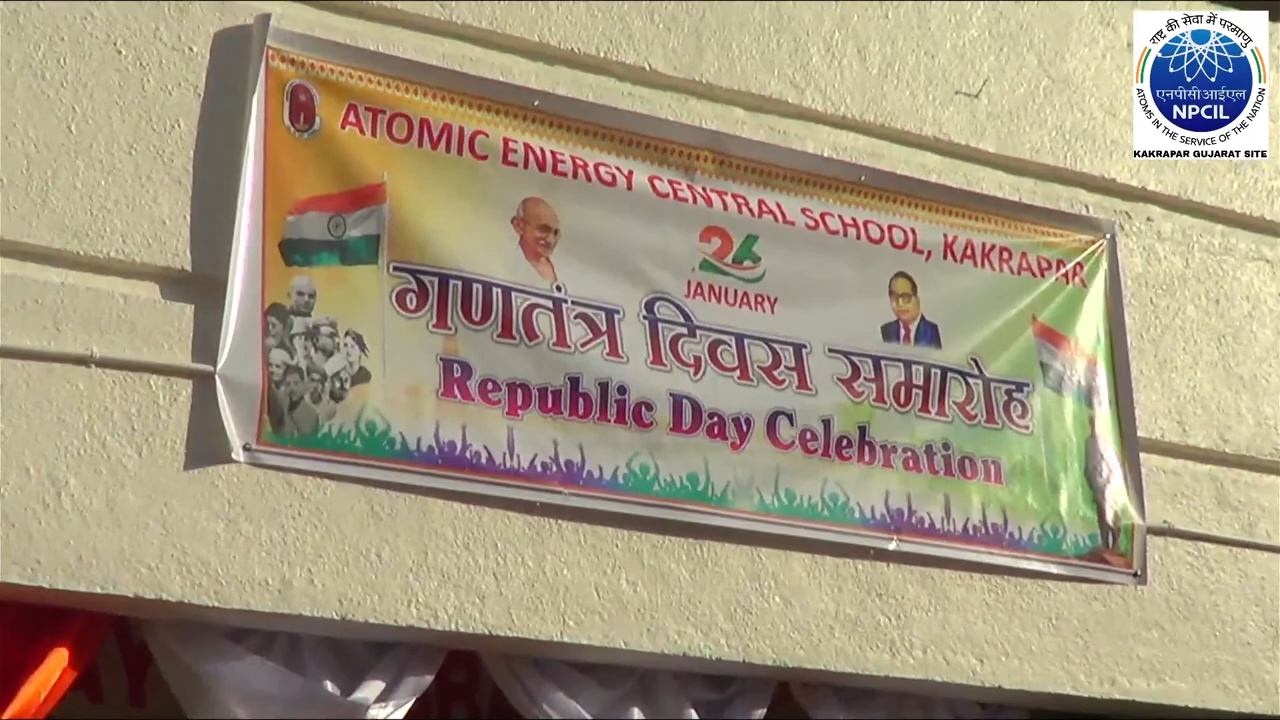 ATOMIC ENERGY CENTRAL SCHOOL, KAKRAPAR
26
JANUARY
गणतंत्र दिवस समारोह
Republic Day Celebration
राष्ट्र की सेवा में परमाणु
एनपीसीआईएल
NPCIL
ATOMS IN THE SERVICE OF THE NATION
KAKRAPAR GUJARAT SITE